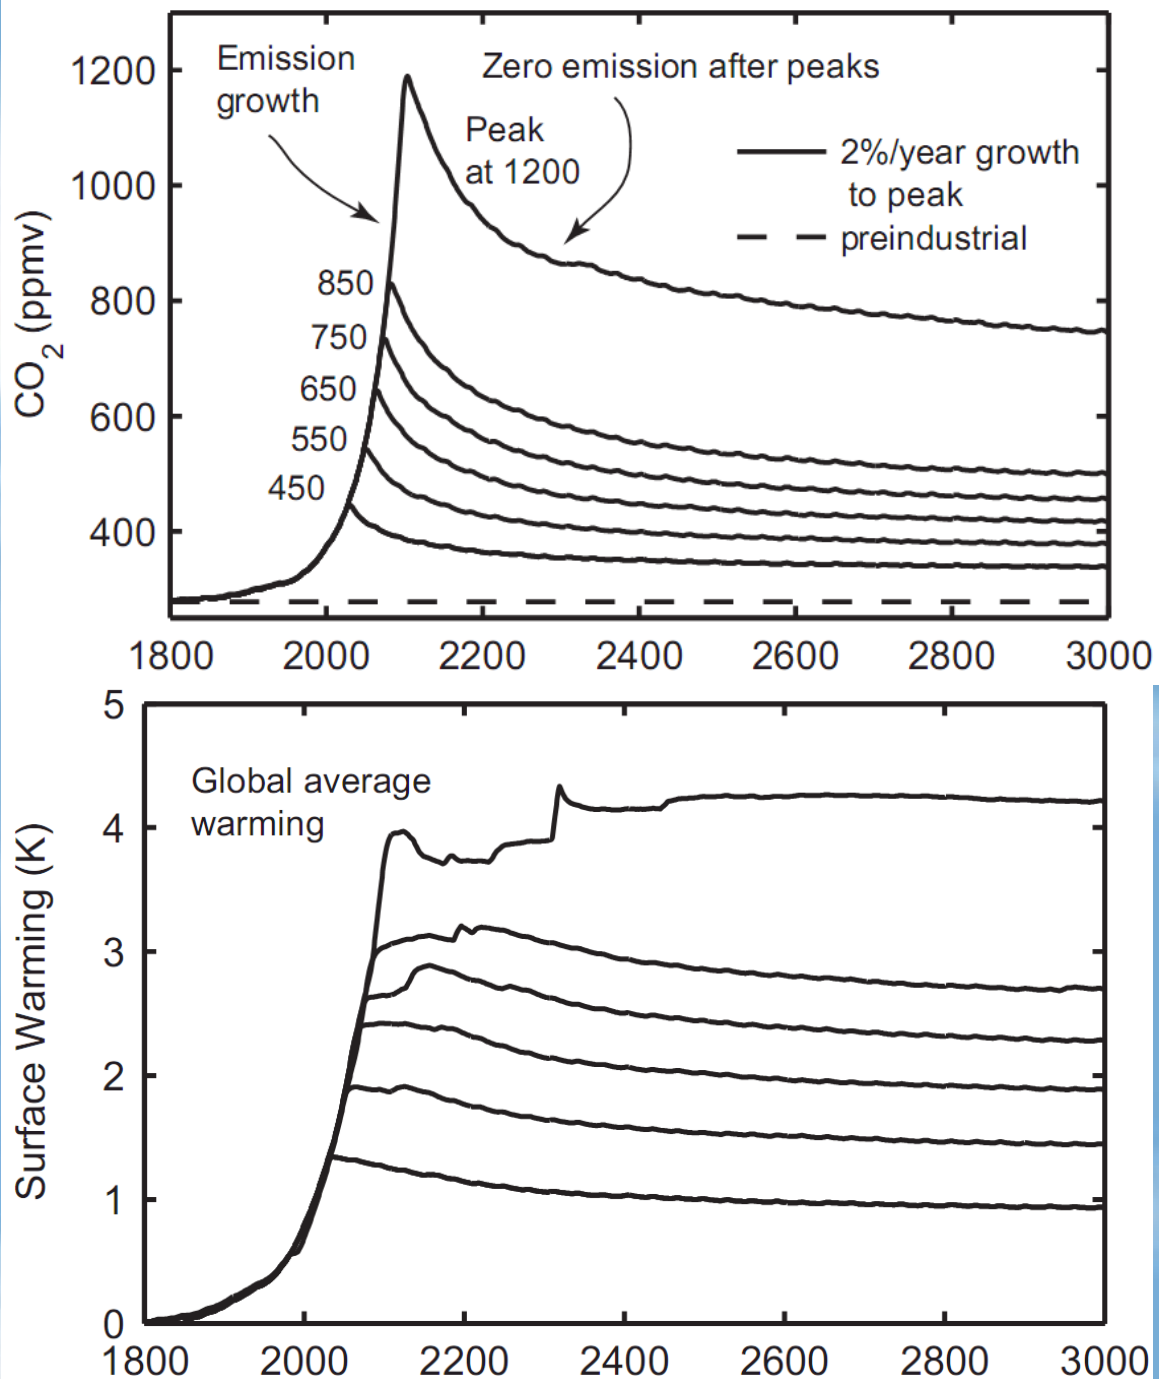 1200
1000
800
600
400
CO2 (ppmv)
Emission
growth
Zero emission after peaks
Peak
at 1200
2%/year growth
to peak
preindustrial
850
750
650
550
450
1800 2000 2200 2400 2600 2800 3000
5
4
3
2
1
0
Surface Warming (K)
Global average
warming
1800 2000 2200 2400 2600 2800 3000